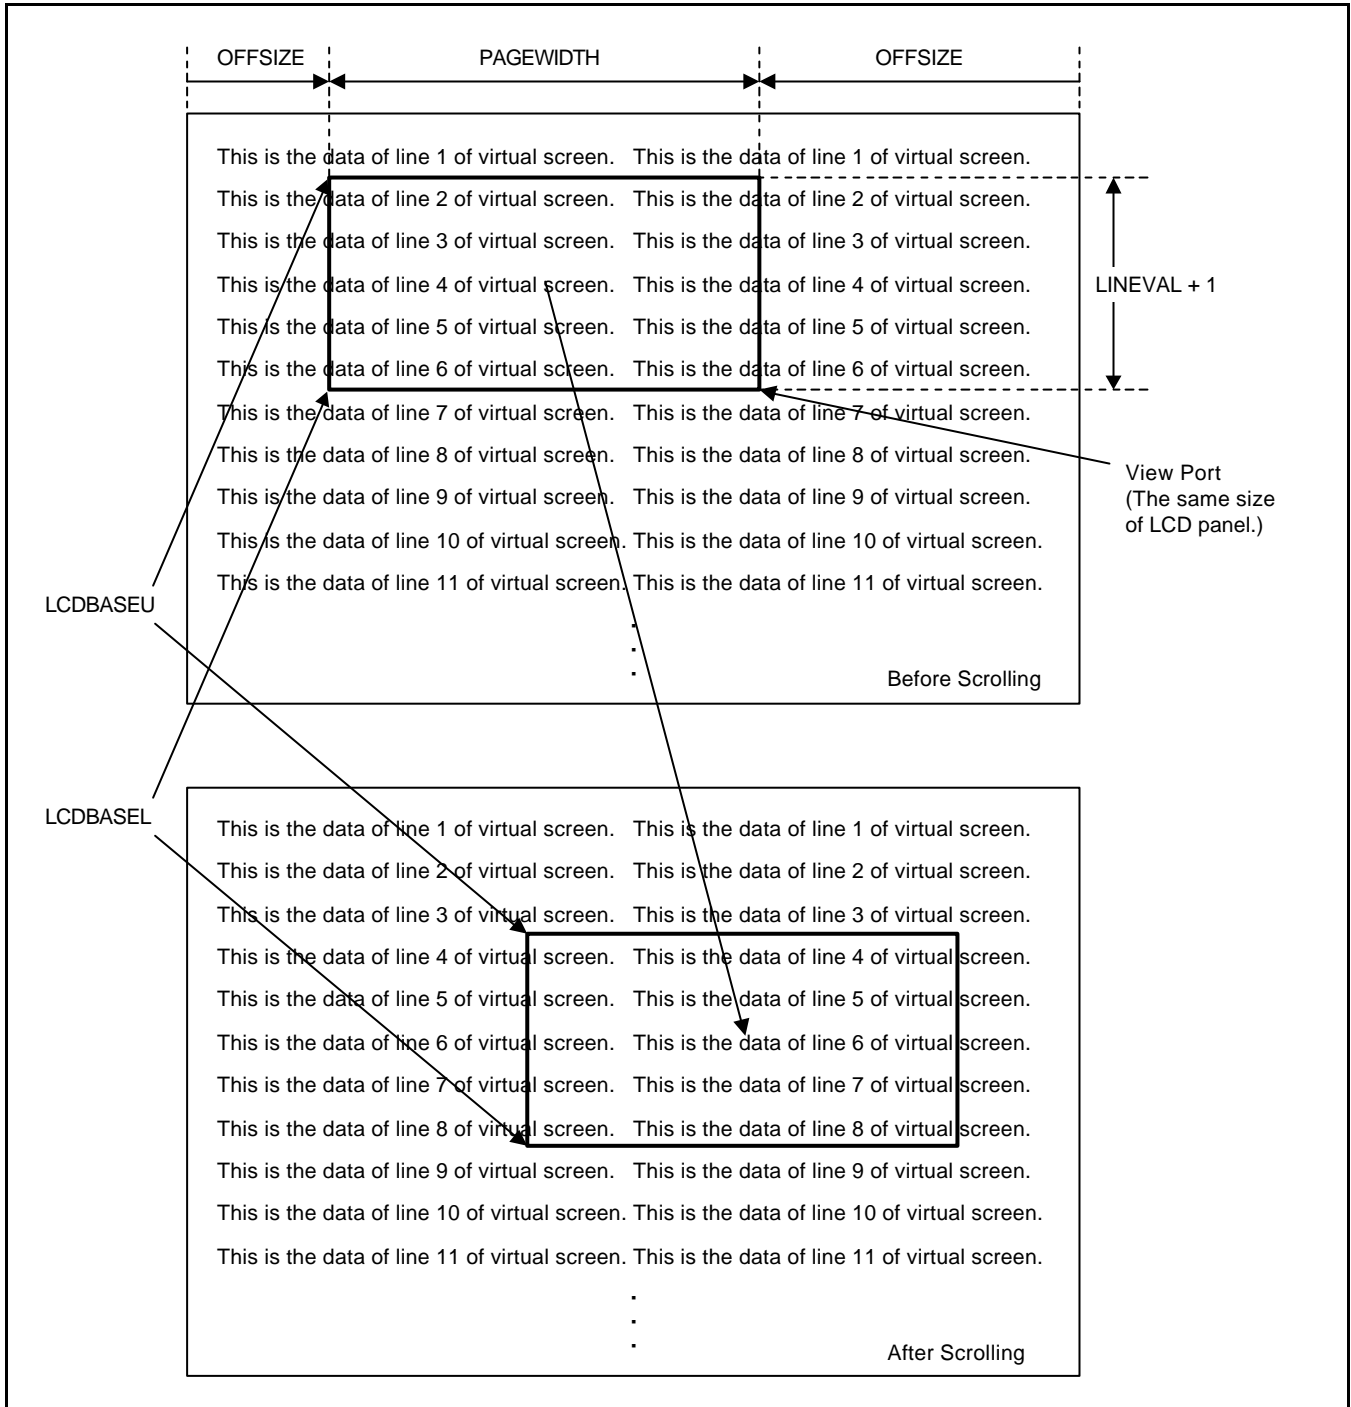 OFFSIZE PAGEWIDTH OFFSIZE
This is the data of line 1 of virtual screen. This is the data of line 1 of virtual screen.
This is the data of line 2 of virtual screen. This is the data of line 2 of virtual screen.
This is the data of line 3 of virtual screen. This is the data of line 3 of virtual screen.
This is the data of line 4 of virtual screen. This is the data of line 4 of virtual screen.
LINEVAL + 1
This is the data of line 5 of virtual screen. This is the data of line 5 of virtual screen.
This is the data of line 6 of virtual screen. This is the data of line 6 of virtual screen.
This is the data of line 7 of virtual screen. This is the data of line 7 of virtual screen.
This is the data of line 8 of virtual screen. This is the data of line 8 of virtual screen.
This is the data of line 9 of virtual screen. This is the data of line 9 of virtual screen.
View Port
(The same size
of LCD panel.)
This is the data of line 10 of virtual screen. This is the data of line 10 of virtual screen.
This is the data of line 11 of virtual screen. This is the data of line 11 of virtual screen.
LCDBASEU
.
.
.
Before Scrolling
LCDBASEL
This is the data of line 1 of virtual screen. This is the data of line 1 of virtual screen.
This is the data of line 2 of virtual screen. This is the data of line 2 of virtual screen.
This is the data of line 3 of virtual screen. This is the data of line 3 of virtual screen.
This is the data of line 4 of virtual screen. This is the data of line 4 of virtual screen.
This is the data of line 5 of virtual screen. This is the data of line 5 of virtual screen.
This is the data of line 6 of virtual screen. This is the data of line 6 of virtual screen.
This is the data of line 7 of virtual screen. This is the data of line 7 of virtual screen.
This is the data of line 8 of virtual screen. This is the data of line 8 of virtual screen.
This is the data of line 9 of virtual screen. This is the data of line 9 of virtual screen.
This is the data of line 10 of virtual screen. This is the data of line 10 of virtual screen.
This is the data of line 11 of virtual screen. This is the data of line 11 of virtual screen.
.
.
.
After Scrolling